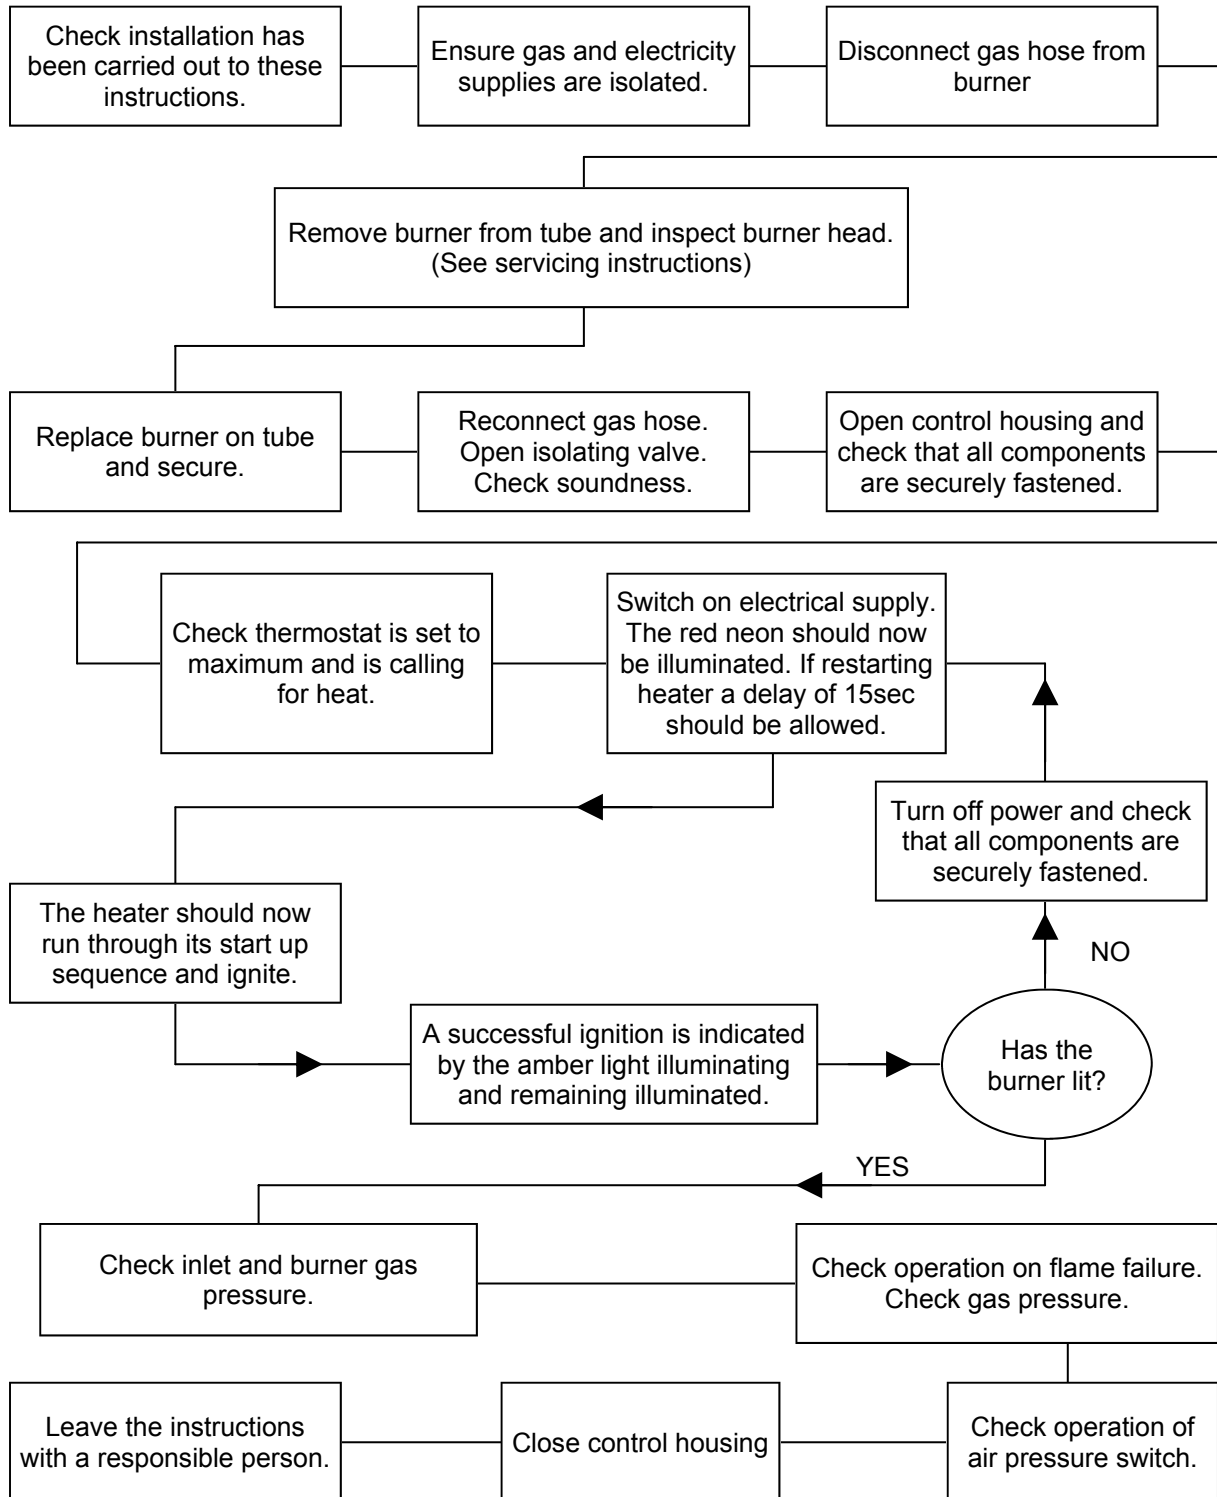 Check installation has
been carried out to these
instructions.
Ensure gas and electricity
supplies are isolated.
Disconnect gas hose from
burner
Remove burner from tube and inspect burner head.
(See servicing instructions)
Replace burner on tube
and secure.
Reconnect gas hose.
Open isolating valve.
Check soundness.
Open control housing and
check that all components
are securely fastened.
Check thermostat is set to
maximum and is calling
for heat.
Switch on electrical supply.
The red neon should now
be illuminated. If restarting
heater a delay of 15sec
should be allowed.
Turn off power and check
that all components are
securely fastened.
The heater should now
run through its start up
sequence and ignite.
NO
A successful ignition is indicated
by the amber light illuminating
and remaining illuminated.
Has the
burner lit?
YES
Check inlet and burner gas
pressure.
Check operation on flame failure.
Check gas pressure.
Leave the instructions
with a responsible person.
Close control housing
Check operation of
air pressure switch.